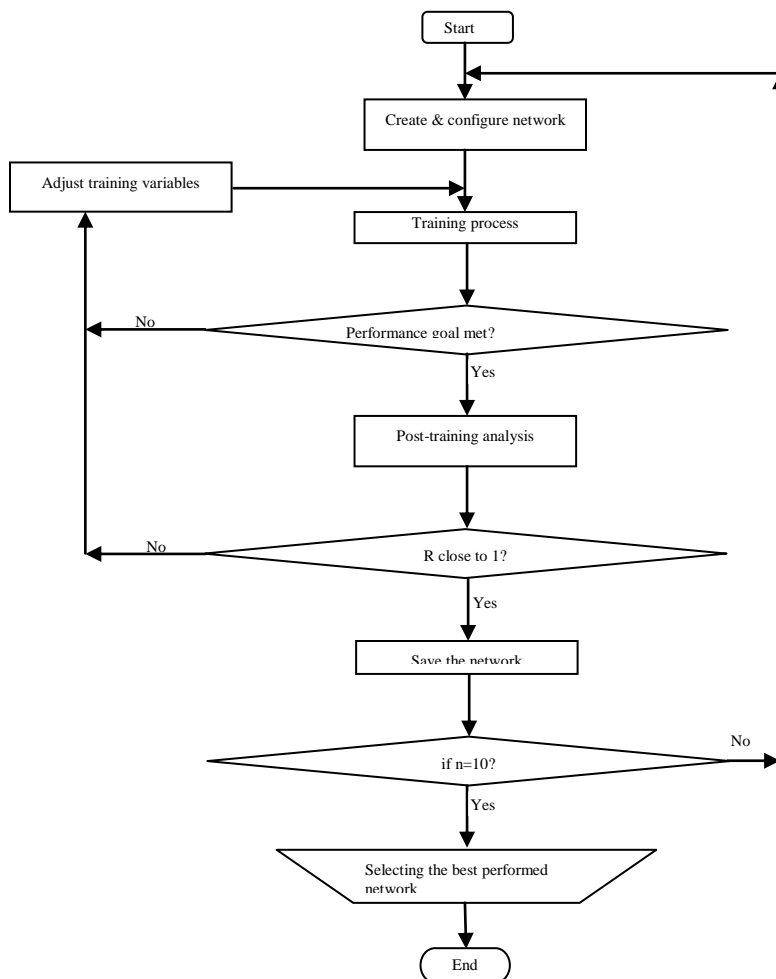 Start
Create & configure network
Adjust training variables
Training process
No
Performance goal met?
Yes
Post-training analysis
No
R close to 1?
Yes
Save the network
No
if n=10?
Yes
Selecting the best performed
network
End